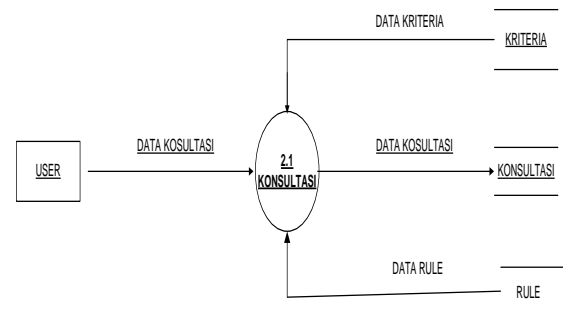 DATA KRITERIA
KRITERIA
DATA KOSULTASI
DATA KOSULTASI
USER
2.1
KONSULTASI
KONSULTASI
DATA RULE
RULE